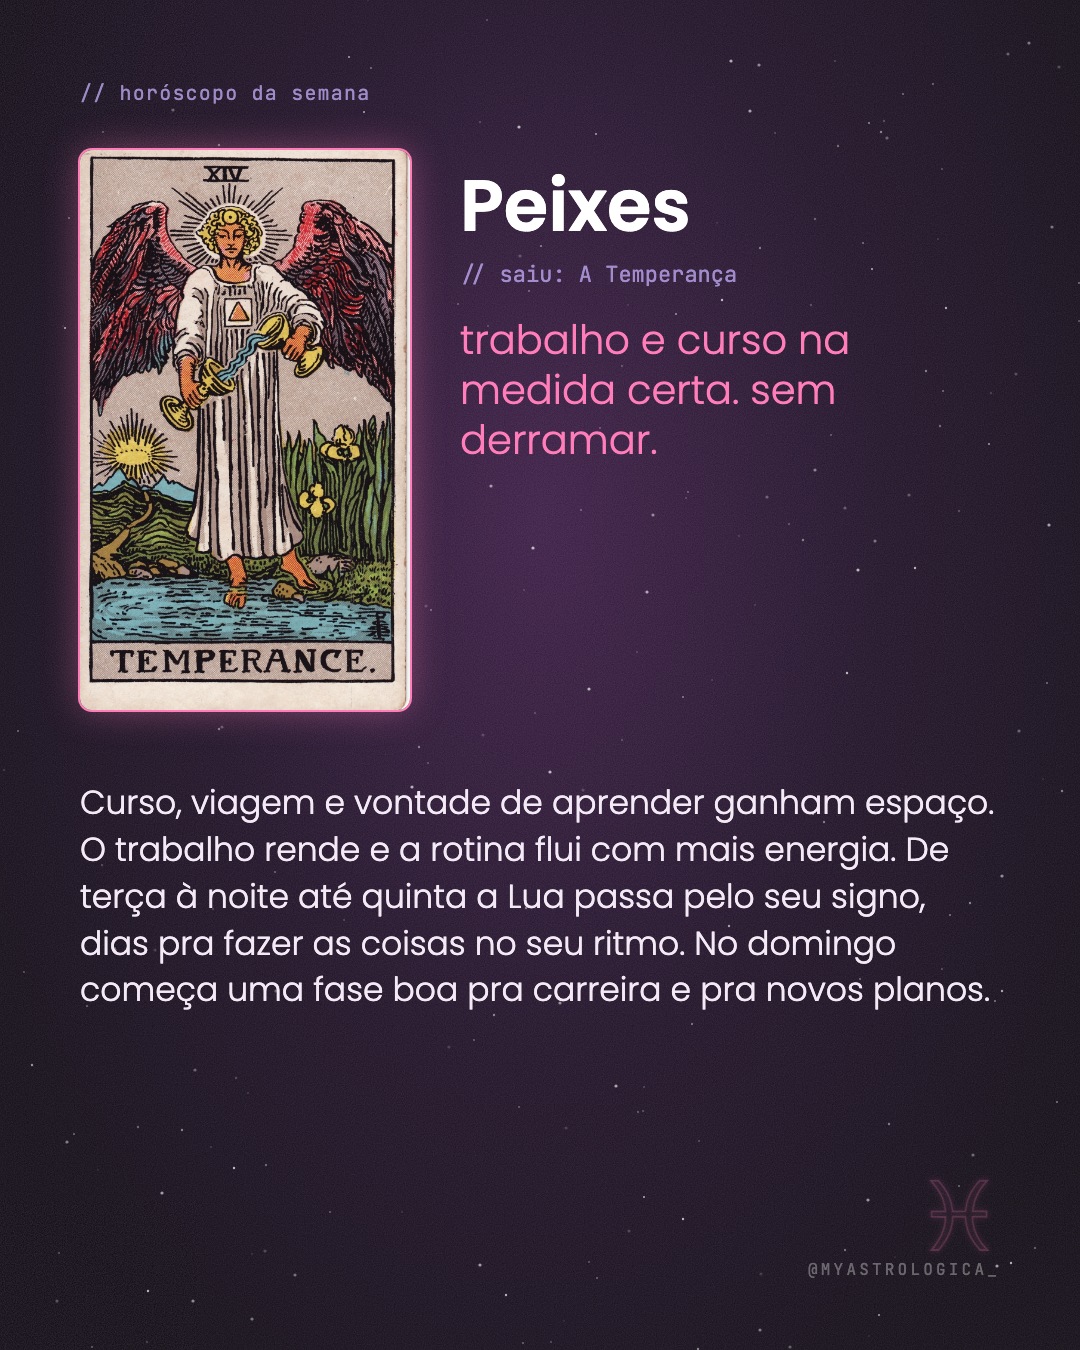 // horóscopo da semana
XIV
TEMPERANCE.
Peixes
// saiu: A Temperança
trabalho e curso na
medida certa. sem
derramar.
Curso, viagem e vontade de aprender ganham espaço.
O trabalho rende e a rotina flui com mais energia. De
terça à noite até quinta a Lua passa pelo seu signo,
dias pra fazer as coisas no seu ritmo. No domingo
começa uma fase boa pra carreira e pra novos planos.
@MYASTROLOGICA_